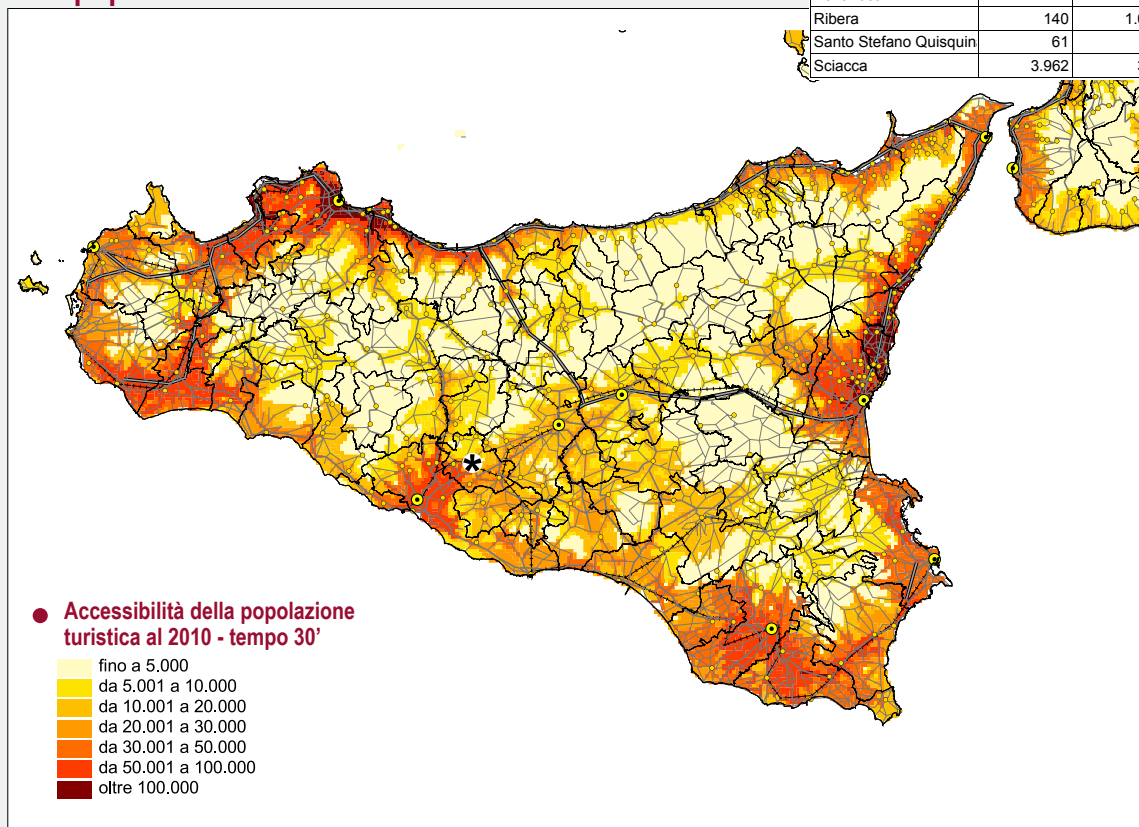 Ribera 140
Santo Stefano Quisquin
Sciacca 3.962
61
Accessibilità della popolazione
turistica al 2010 - tempo 30’
fino a 5.000
da 5.001 a 10.000
da 10.001 a 20.000
da 20.001 a 30.000
da 30.001 a 50.000
da 50.001 a 100.000
oltre 100.000